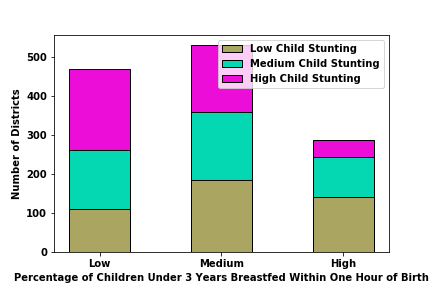 Low Child Stunting
Medium Child Stunting
High Child Stunting
500
400
300
200
100
0
Number of Districts
Low Medium High
Percentage of Children Under 3 Years Breastfed Within One Hour of Birth